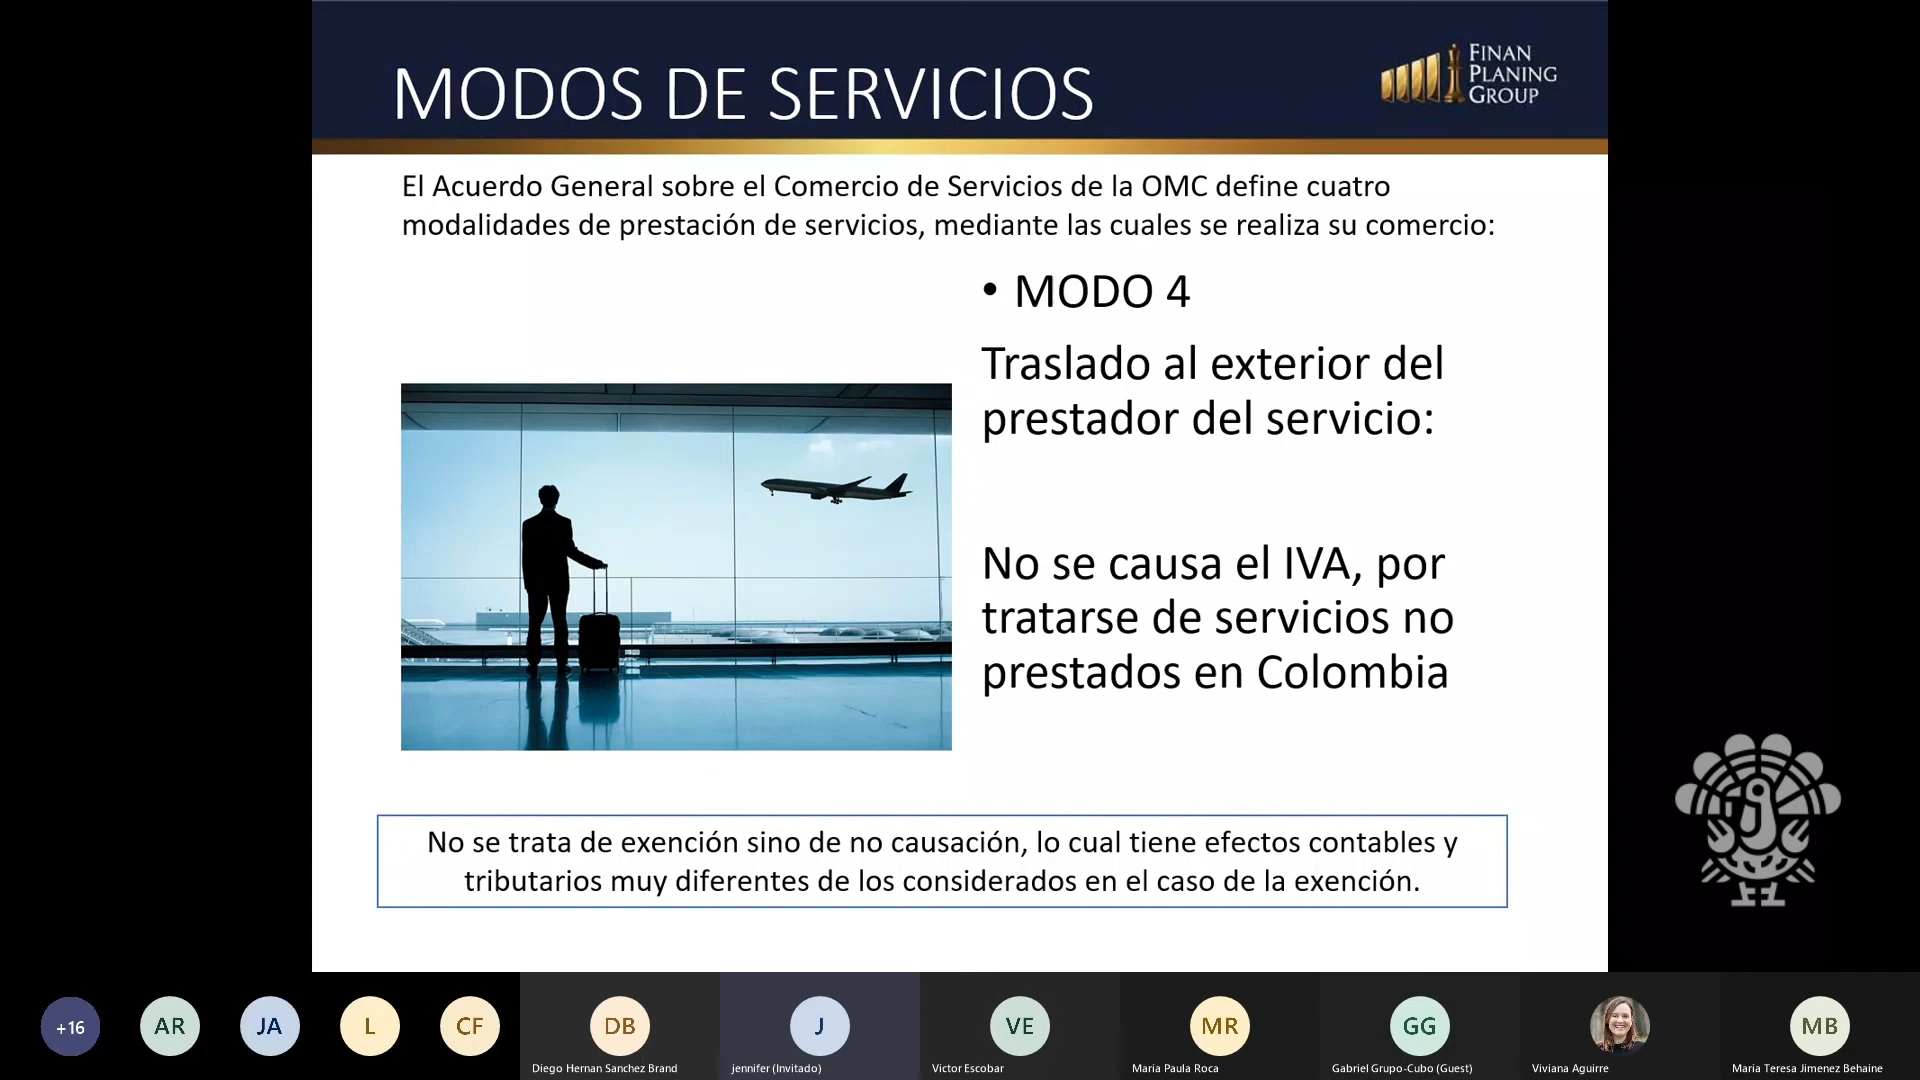 MODOS DE SERVICIOS
FINAN
PLANING
GROUP
El Acuerdo General sobre el Comercio de Servicios de la OMC define cuatro
modalidades de prestación de servicios, mediante las cuales se realiza su comercio:
• MODO 4
Traslado al exterior del
prestador del servicio:
No se causa el IVA, por
tratarse de servicios no
prestados en Colombia
No se trata de exención sino de no causación, lo cual tiene efectos contables y
tributarios muy diferentes de los considerados en el caso de la exención.
+16
AR
JA
L
CF
DB
J
VE
MR
GG
MB
Diego Hernan Sanchez Brand
jennifer (Invitado)
Victor Escobar
Maria Paula Roca
Gabriel Grupo-Cubo (Guest)
Viviana Aguirre
Maria Teresa Jimenez Behaine